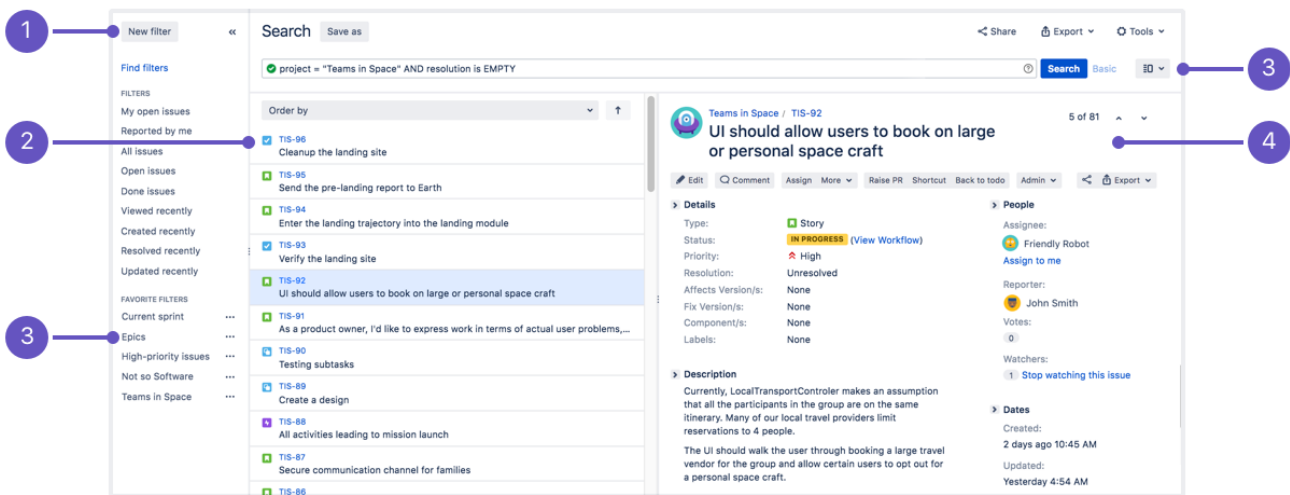 1
New filter
«
Search
Save as
Share
Export
Tools
Find filters
project = "Teams in Space" AND resolution is EMPTY
Search
Basic
3
FILTERS
My open issues
Reported by me
All issues
Open issues
Done issues
Viewed recently
Created recently
Resolved recently
Updated recently
FAVORITE FILTERS
Current sprint
Epics
High-priority issues
Not so Software
Teams in Space
3
2
Order by
TIS-96
Cleanup the landing site
TIS-95
Send the pre-landing report to Earth
TIS-94
Enter the landing trajectory into the landing module
TIS-93
Verify the landing site
TIS-92
UI should allow users to book on large or personal space craft
TIS-91
As a product owner, I'd like to express work in terms of actual user problems,...
TIS-90
Testing subtasks
TIS-89
Create a design
TIS-88
All activities leading to mission launch
TIS-87
Secure communication channel for families
TIS-86
Teams in Space / TIS-92
5 of 81
UI should allow users to book on large
or personal space craft
4
Edit Comment Assign More Raise PR Shortcut Back to todo Admin Export
Details
Type: Story
Status: IN PROGRESS (View Workflow)
Priority: High
Resolution: Unresolved
Affects Version/s: None
Fix Version/s: None
Component/s: None
Labels: None
Description
Currently, LocalTransportControler makes an assumption
that all the participants in the group are on the same
itinerary. Many of our local travel providers limit
reservations to 4 people.
The UI should walk the user through booking a large travel
vendor for the group and allow certain users to opt out for
a personal space craft.
People
Assignee:
Friendly Robot
Assign to me
Reporter:
John Smith
Votes:
0
Watchers:
1 Stop watching this issue
Dates
Created:
2 days ago 10:45 AM
Updated:
Yesterday 4:54 AM